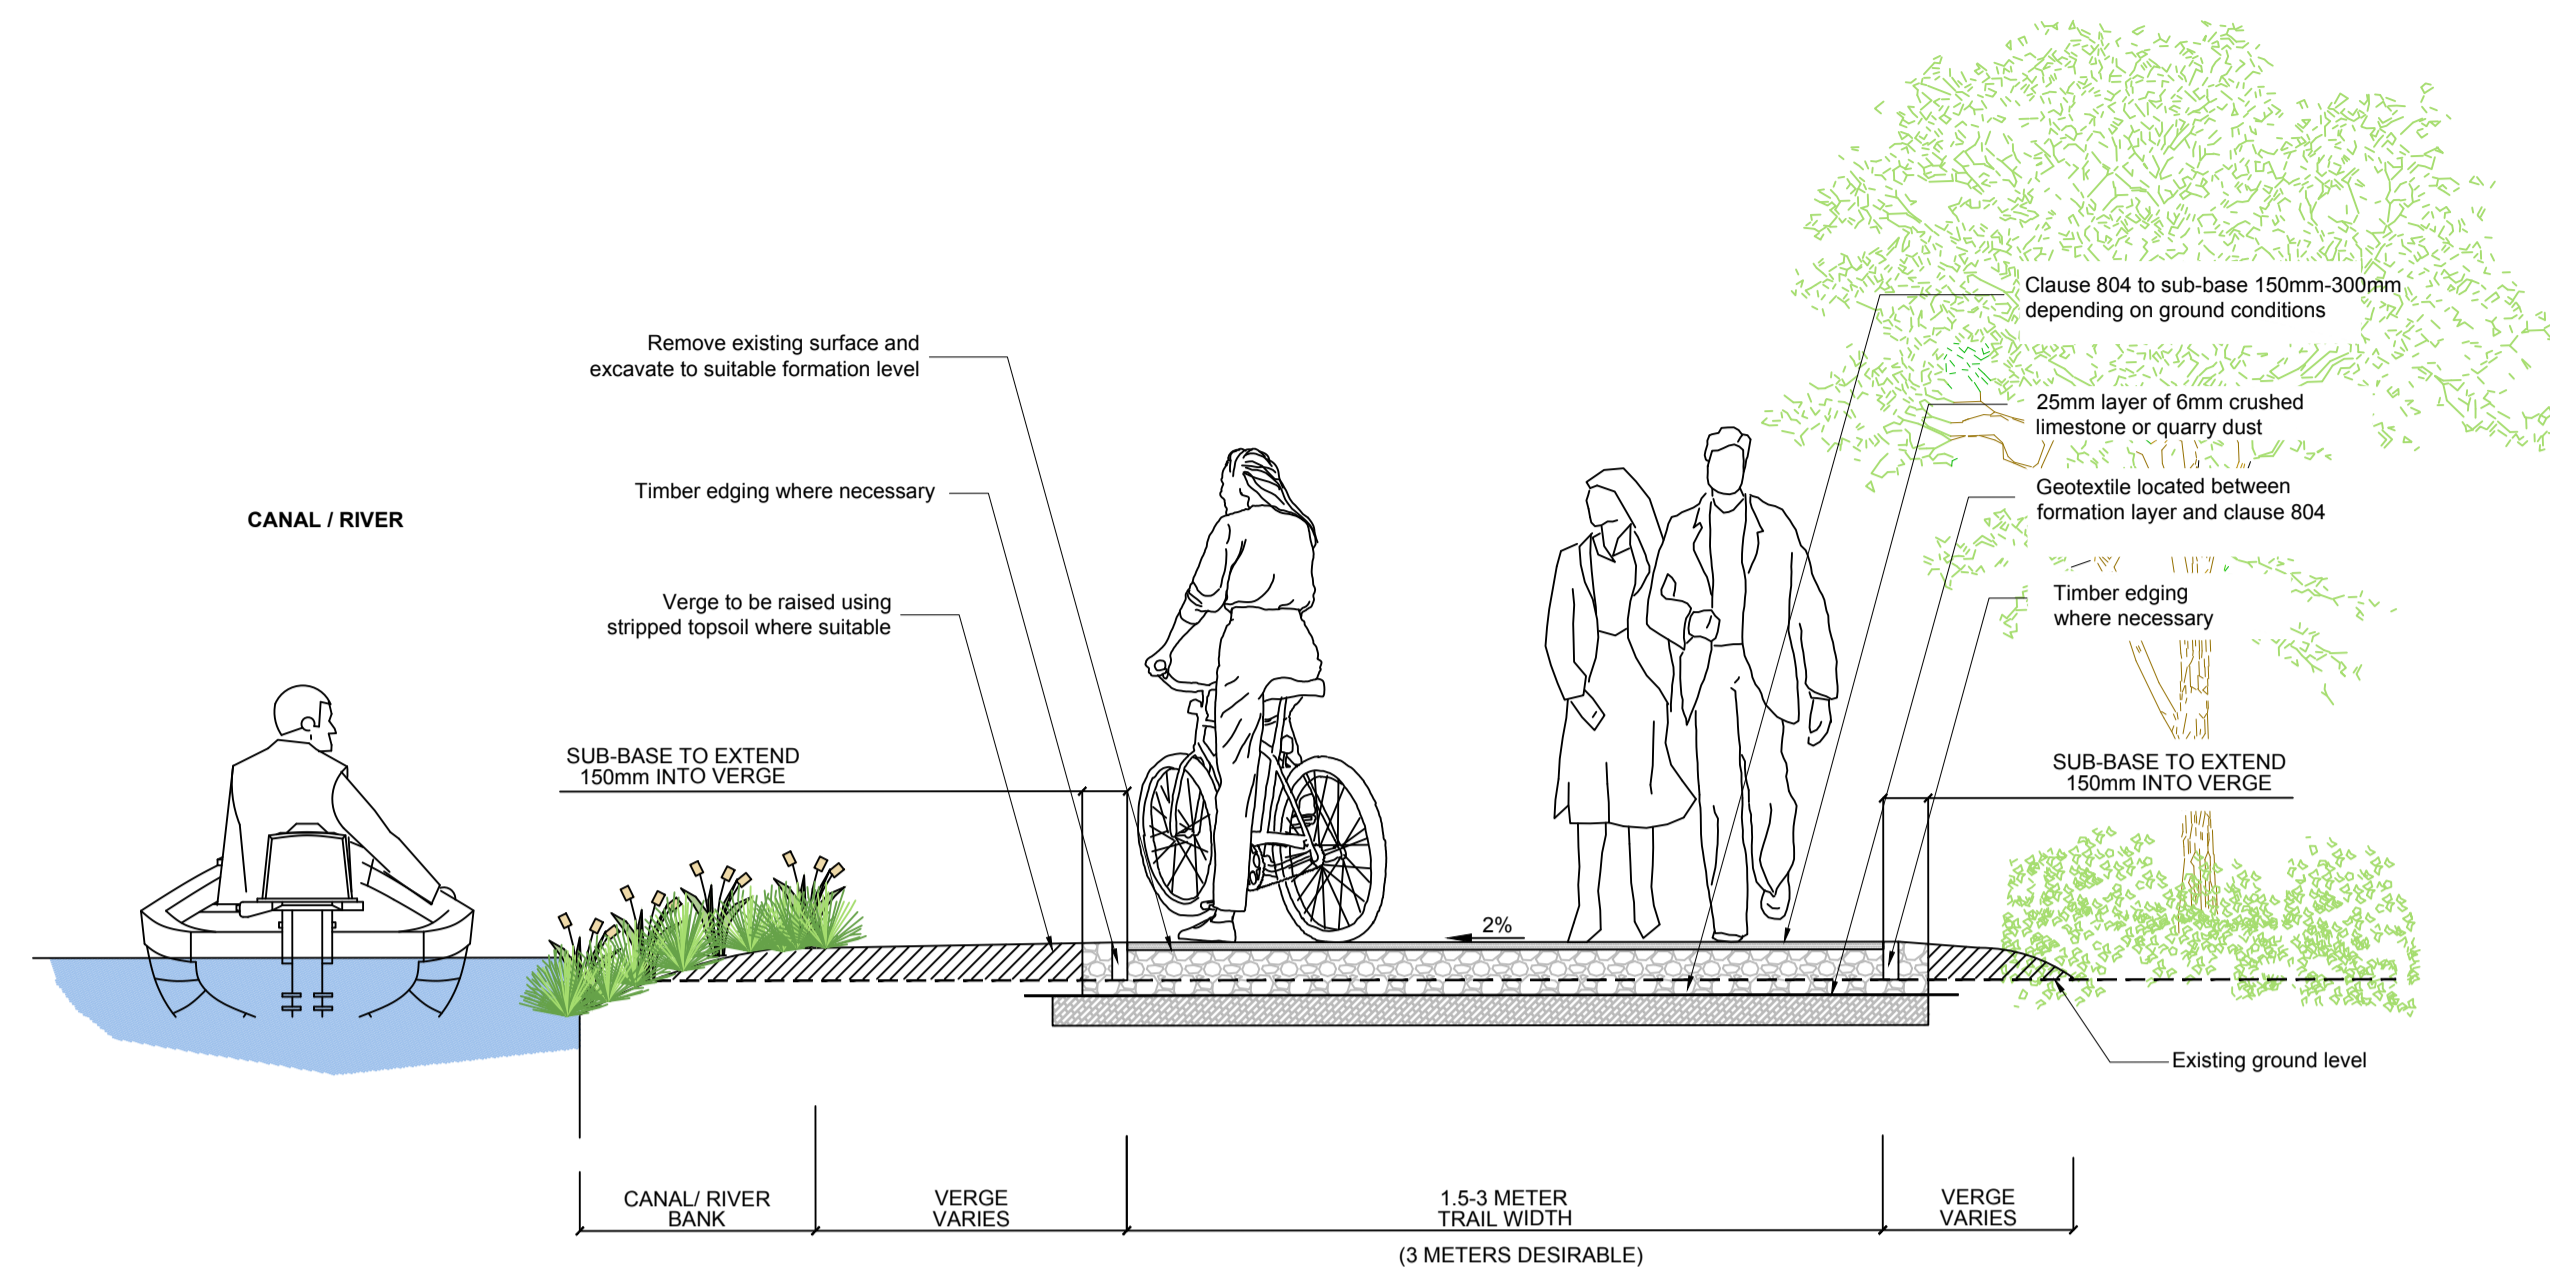 Clause 804 to sub-base 150mm-300mm
depending on ground conditions
Remove existing surface and
excavate to suitable formation level
25mm layer of 6mm crushed
limestone or quarry dust
Timber edging where necessary
Geotextile located between
formation layer and clause 804
CANAL / RIVER
Verge to be raised using
stripped topsoil where suitable
Timber edging
where necessary
SUB-BASE TO EXTEND
150mm INTO VERGE
SUB-BASE TO EXTEND
150mm INTO VERGE
2%
Existing ground level
CANAL/ RIVER
BANK
VERGE
VARIES
1.5-3 METER
TRAIL WIDTH
(3 METERS DESIRABLE)
VERGE
VARIES